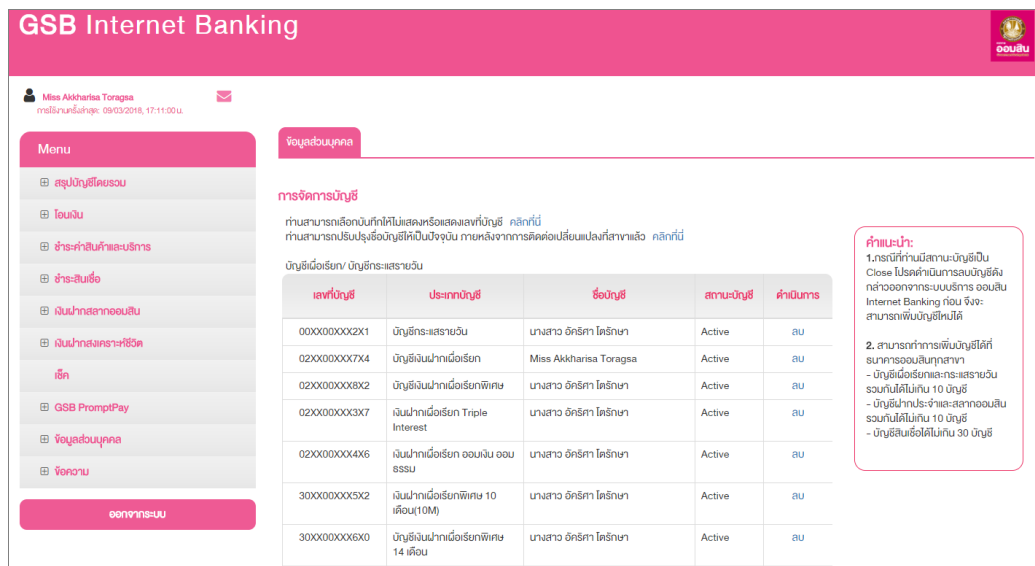 GSB Internet Banking
ออมสิน
Miss Akkharisa Toragsa
การใช้งานครั้งล่าสุด: 09/03/2018, 17:11:00 น.
Menu
สรุปบัญชีโดยรวม
โอนเงิน
ชำระค่าสินค้าและบริการ
ชำระสินเชื่อ
เงินฝากสลากออมสิน
เงินฝากสงเคราะห์ชีวิต
เช็ค
GSB PromptPay
ข้อมูลส่วนบุคคล
ข้อความ
ออกจากระบบ
ข้อมูลส่วนบุคคล
การจัดการบัญชี
ท่านสามารถเลือกบันทึกให้ไม่แสดงหรือแสดงเลขที่บัญชี คลิกที่นี่
ท่านสามารถปรับปรุงชื่อบัญชีให้เป็นปัจจุบัน ภายหลังจากการติดต่อเปลี่ยนแปลงที่สาขาแล้ว คลิกที่นี่
บัญชีเผื่อเรียก/ บัญชีกระแสรายวัน
เลขที่บัญชี ประเภทบัญชี ชื่อบัญชี สถานะบัญชี ดำเนินการ
00XX00XXX2X1 บัญชีกระแสรายวัน นางสาว อัคริศา โตรักษา Active ลบ
02XX00XXX7X4 บัญชีเงินฝากเผื่อเรียก Miss Akkharisa Toragsa Active ลบ
02XX00XXX8X2 บัญชีเงินฝากเผื่อเรียกพิเศษ นางสาว อัคริศา โตรักษา Active ลบ
02XX00XXX3X7 เงินฝากเผื่อเรียก Triple นางสาว อัคริศา โตรักษา Active ลบ
Interest
02XX00XXX4X6 เงินฝากเผื่อเรียก ออมเงิน ออม นางสาว อัคริศา โตรักษา Active ลบ
ธรรม
30XX00XXX5X2 เงินฝากเผื่อเรียกพิเศษ 10 นางสาว อัคริศา โตรักษา Active ลบ
เดือน(10M)
30XX00XXX6X0 บัญชีเงินฝากเผื่อเรียกพิเศษ นางสาว อัคริศา โตรักษา Active ลบ
14 เดือน
คำแนะนำ:
1.กรณีที่ท่านมีสถานะบัญชีเป็น
Close โปรดดำเนินการลบบัญชีดัง
กล่าวออกจากระบบบริการ ออมสิน
Internet Banking ก่อน จึงจะ
สามารถเพิ่มบัญชีใหม่ได้
2. สามารถทำการเพิ่มบัญชีได้ที่
ธนาคารออมสินทุกสาขา
- บัญชีเผื่อเรียกและกระแสรายวัน
รวมกันได้ไม่เกิน 10 บัญชี
- บัญชีฝากประจำและสลากออมสิน
รวมกันได้ไม่เกิน 10 บัญชี
- บัญชีสินเชื่อได้ไม่เกิน 30 บัญชี